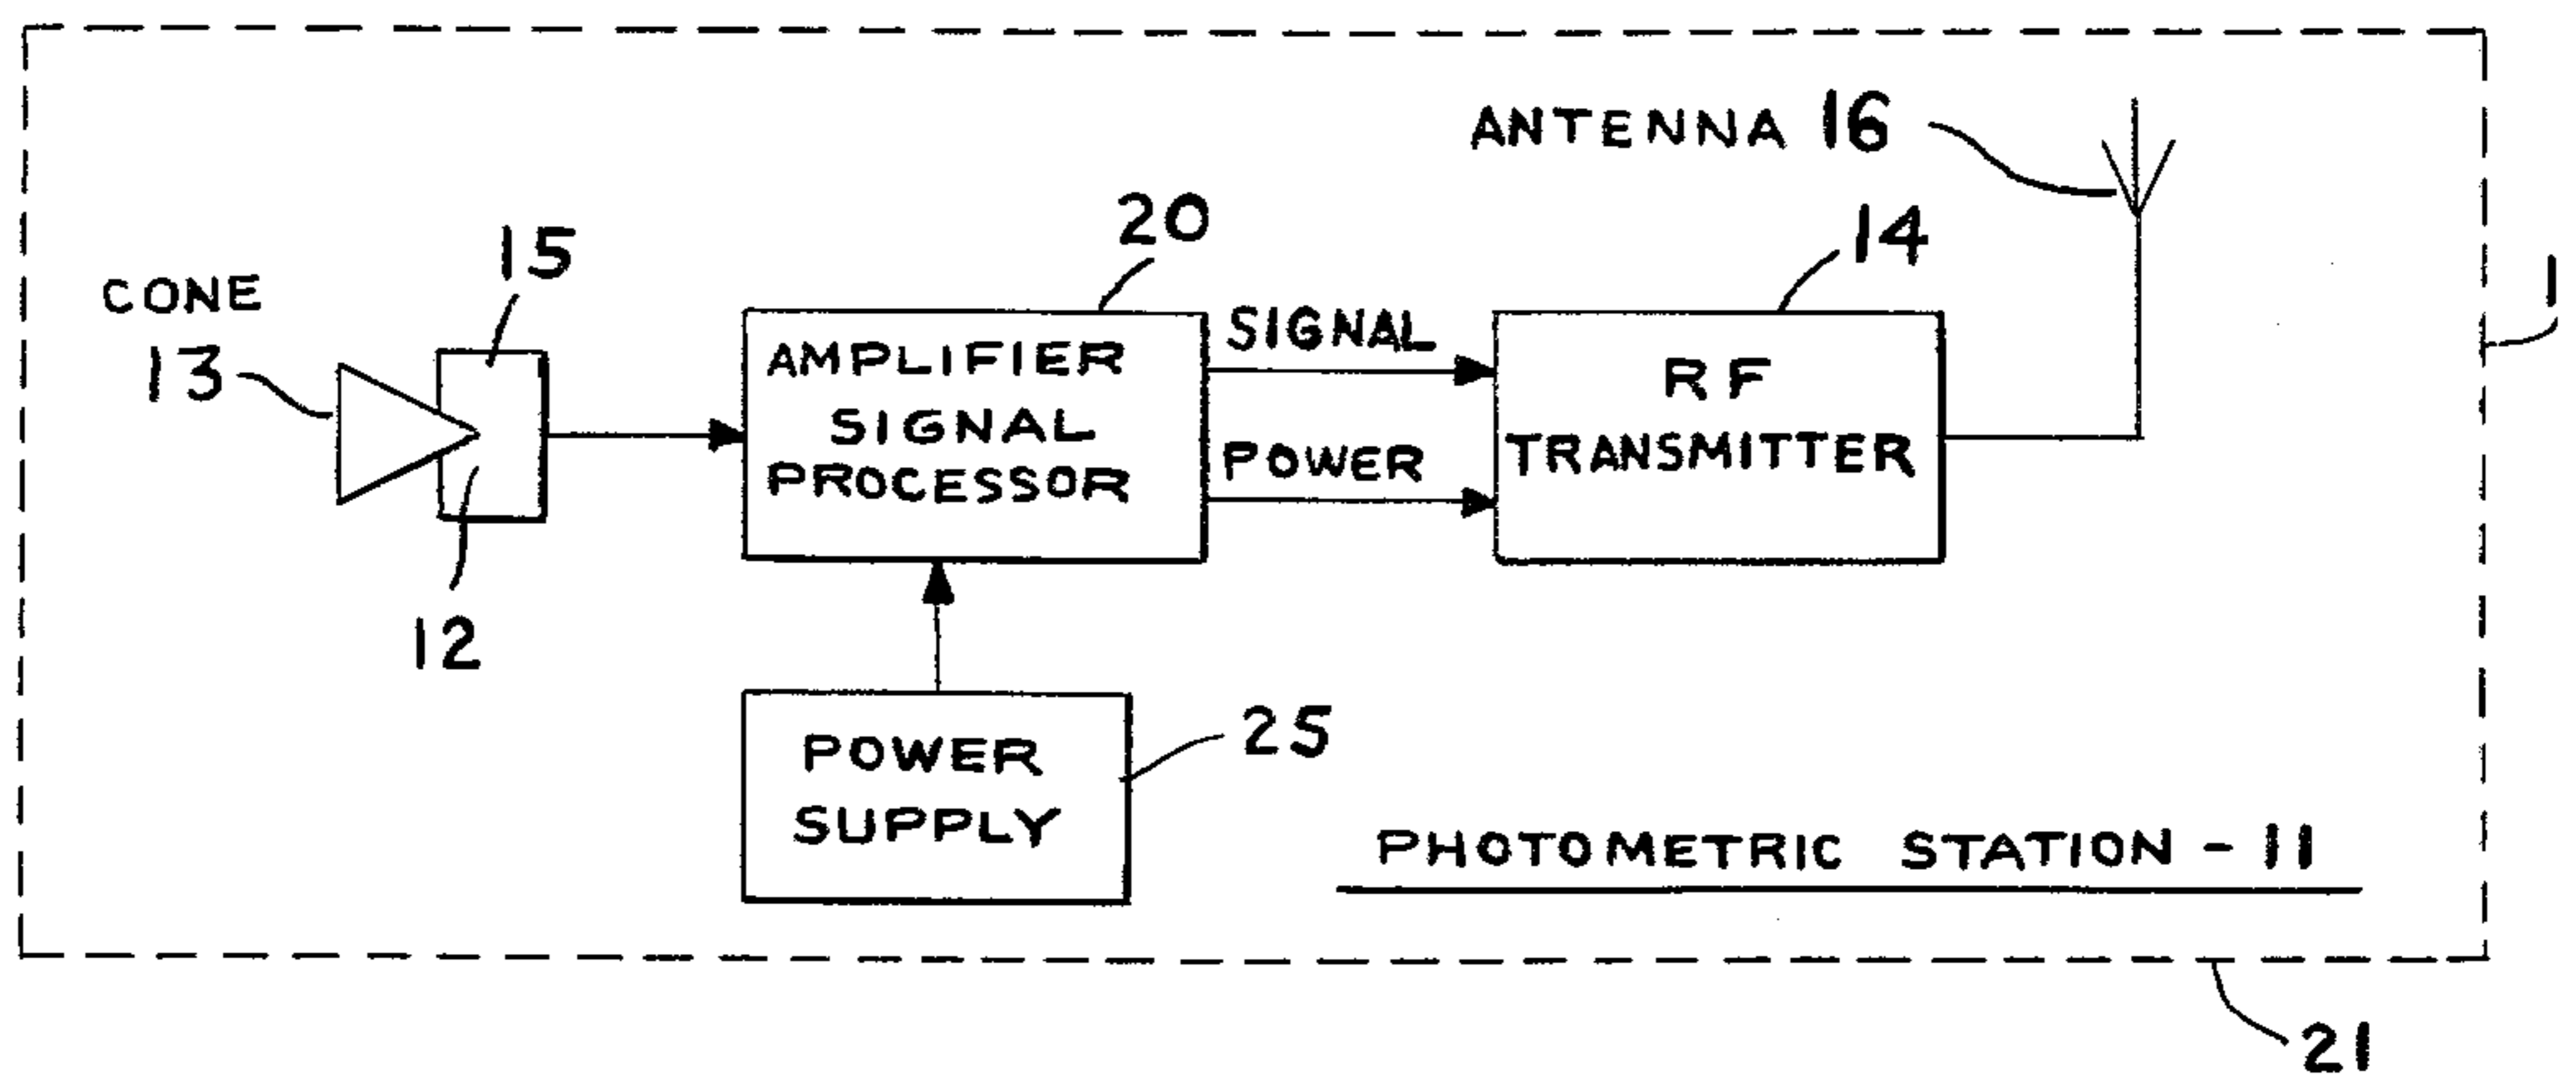 ANTENNA 16
20
14
15
CONE
13
1
SIGNAL
AMPLIFIER
SIGNAL
PROCESSOR
RF
TRANSMITTER
POWER
12
25
POWER
SUPPLY
PHOTOMETRIC STATION - 11
21